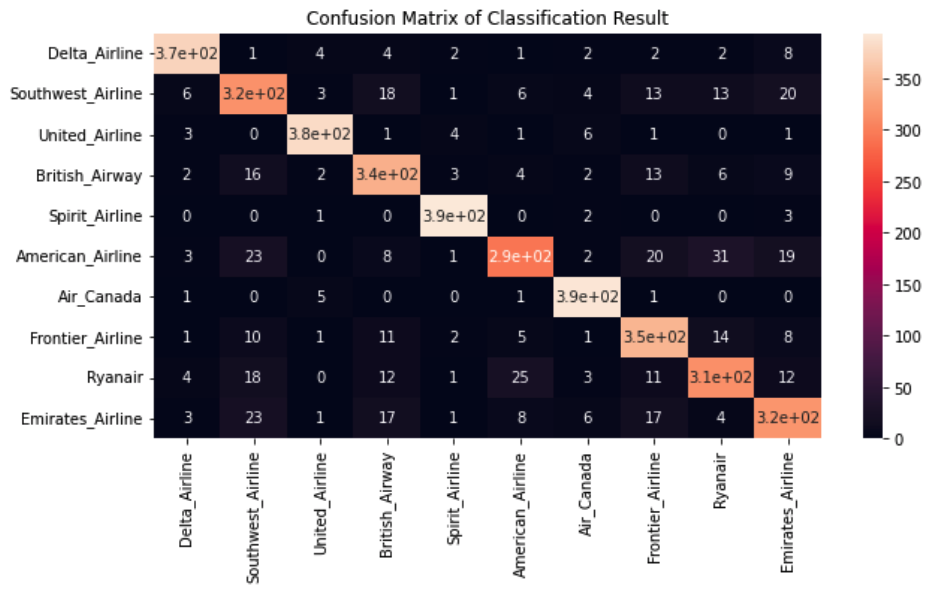 Confusion Matrix of Classification Result
Delta_Airline 3.7e+02 1 4 4 2 1 2 2 2 8
Southwest_Airline 6 3.2e+02 3 18 1 6 4 13 13 20
United_Airline 3 0 3.8e+02 1 4 1 6 1 0 1
British_Airway 2 16 2 3.4e+02 3 4 2 13 6 9
Spirit_Airline 0 0 1 0 3.9e+02 0 2 0 0 3
American_Airline 3 23 0 8 1 2.9e+02 2 20 31 19
Air_Canada 1 0 5 0 0 1 3.9e+02 1 0 0
Frontier_Airline 1 10 1 11 2 5 1 3.5e+02 14 8
Ryanair 4 18 0 12 1 25 3 11 3.1e+02 12
Emirates_Airline 3 23 1 17 1 8 6 17 4 3.2e+02
Delta_Airline
Southwest_Airline
United_Airline
British_Airway
Spirit_Airline
American_Airline
Air_Canada
Frontier_Airline
Ryanair
Emirates_Airline
350
300
250
200
150
100
50
0